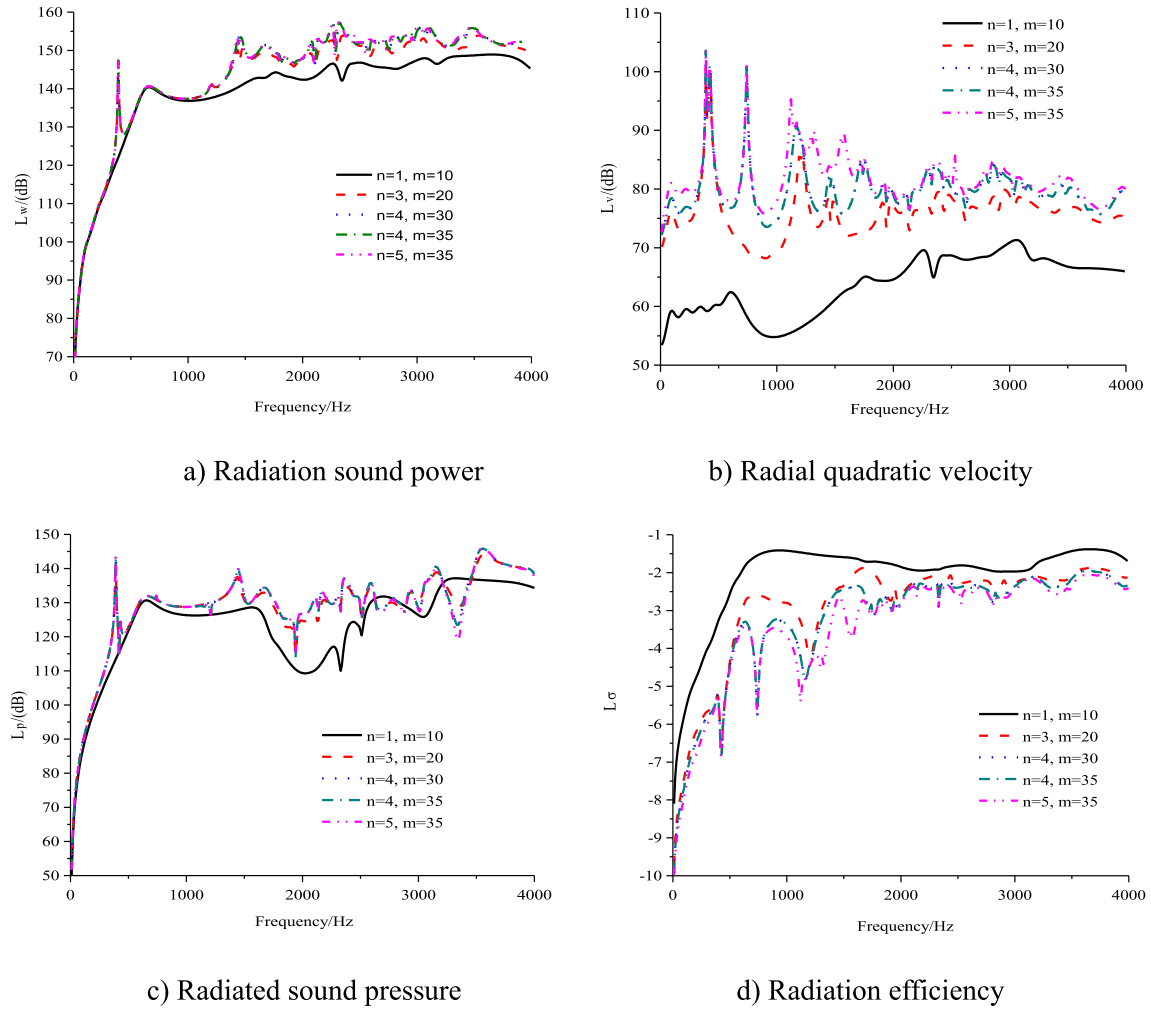 160
150
140
130
120
110
100
90
80
70
L w/(dB)
n=1, m=10
n=3, m=20
n=4, m=30
n=4, m=35
n=5, m=35
0 1000 2000 3000 4000
Frequency/Hz
a) Radiation sound power
110
100
90
80
70
60
50
L v/(dB)
n=1, m=10
n=3, m=20
n=4, m=30
n=4, m=35
n=5, m=35
0 1000 2000 3000 4000
Frequency/Hz
b) Radial quadratic velocity
150
140
130
120
110
100
90
80
70
60
50
L p/(dB)
n=1, m=10
n=3, m=20
n=4, m=30
n=4, m=35
n=5, m=35
0 1000 2000 3000 4000
Frequency/Hz
c) Radiated sound pressure
-1
-2
-3
-4
-5
-6
-7
-8
-9
-10
L σ
n=1, m=10
n=3, m=20
n=4, m=30
n=4, m=35
n=5, m=35
0 1000 2000 3000 4000
Frequency/Hz
d) Radiation efficiency